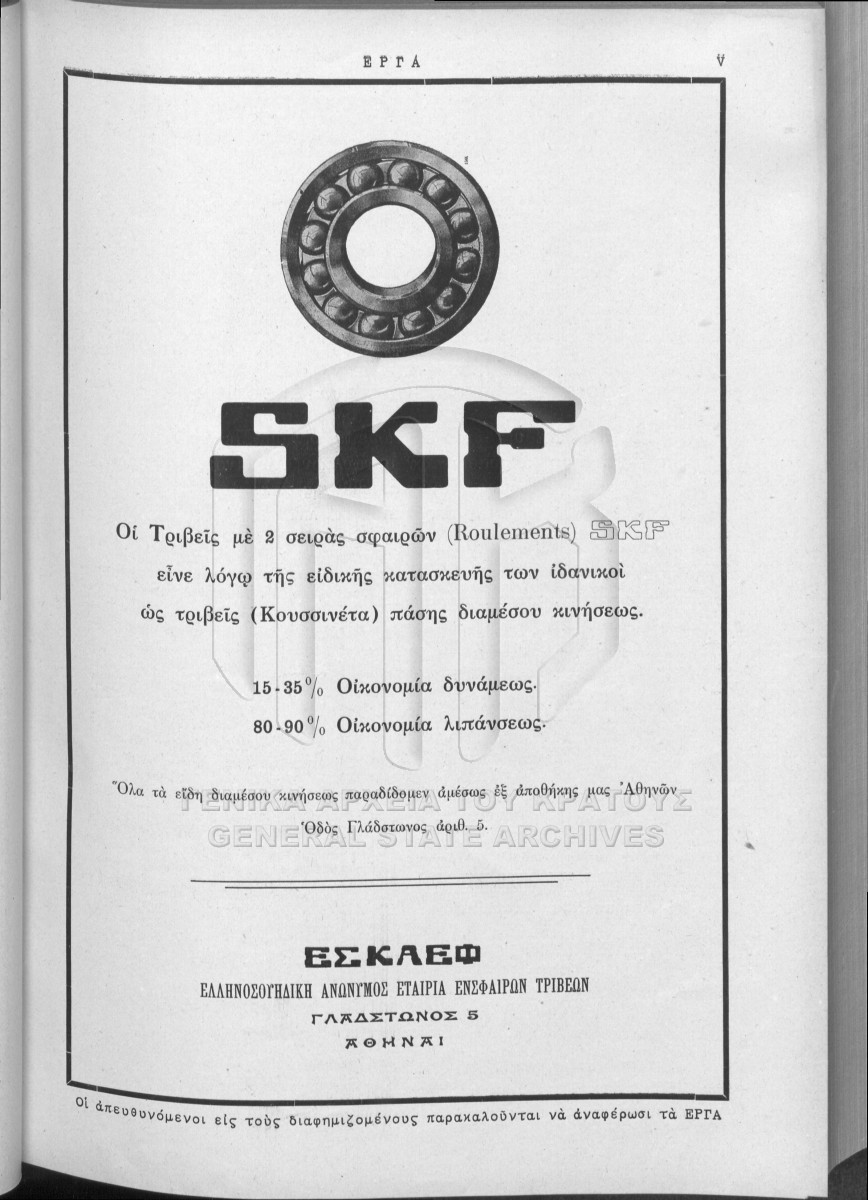 ΕΡΓΑ V
SKF
Οἱ Τριβεῖς μὲ 2 σειρὰς σφαιρῶν (Roulements) SKF
εἶνε λόγῳ τῆς εἰδικῆς κατασκευῆς των ἰδανικοὶ
ὡς τριβεῖς (Κουσσινέτα) πάσης διαμέσου κινήσεως.
15-35 % Οἰκονομία δυνάμεως.
80-90 % Οἰκονομία λιπάνσεως.
Ὅλα τὰ εἴδη διαμέσου κινήσεως παραδίδομεν ἀμέσως ἐξ ἀποθήκης μας Ἀθηνῶν
ΓΕΝΙΚΑ ΑΡΧΕΙΑ ΤΟΥ ΚΡΑΤΟΥΣ
Ὁδὸς Γλάδστωνος ἀριθ. 5.
GENERAL STATE ARCHIVES
ΕΣΚΑΕΦ
ΕΛΛΗΝΟΣΟΥΗΔΙΚΗ ΑΝΩΝΥΜΟΣ ΕΤΑΙΡΙΑ ΕΝΣΦΑΙΡΩΝ ΤΡΙΒΕΩΝ
ΓΛΑΔΣΤΩΝΟΣ 5
ΑΘΗΝΑΙ
Οἱ ἀπευθυνόμενοι εἰς τοὺς διαφημιζομένους παρακαλοῦνται νὰ ἀναφέρωσι τὰ ΕΡΓΑ